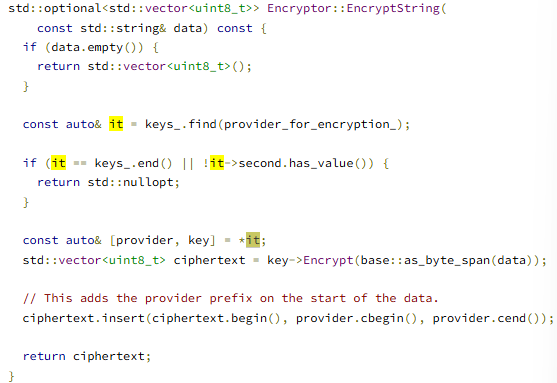 std::optional<std::vector<uint8_t>> Encryptor::EncryptString(
    const std::string& data) const {
  if (data.empty()) {
    return std::vector<uint8_t>();
  }

  const auto& it = keys_.find(provider_for_encryption_);

  if (it == keys_.end() || !it->second.has_value()) {
    return std::nullopt;
  }

  const auto& [provider, key] = *it;
  std::vector<uint8_t> ciphertext = key->Encrypt(base::as_byte_span(data));

  // This adds the provider prefix on the start of the data.
  ciphertext.insert(ciphertext.begin(), provider.cbegin(), provider.cend());

  return ciphertext;
}